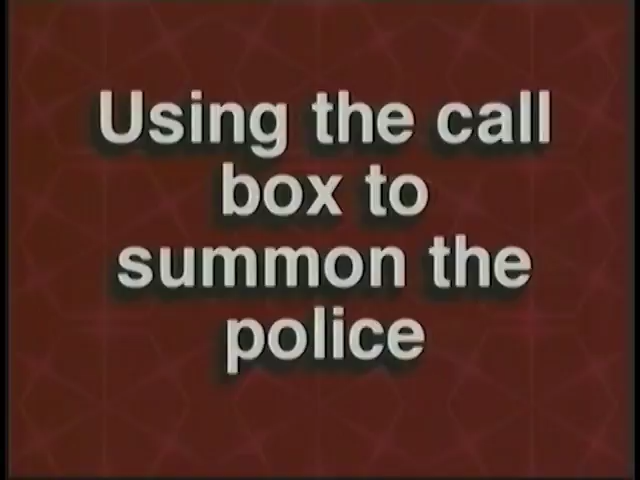 Using the call
box to
summon the
police